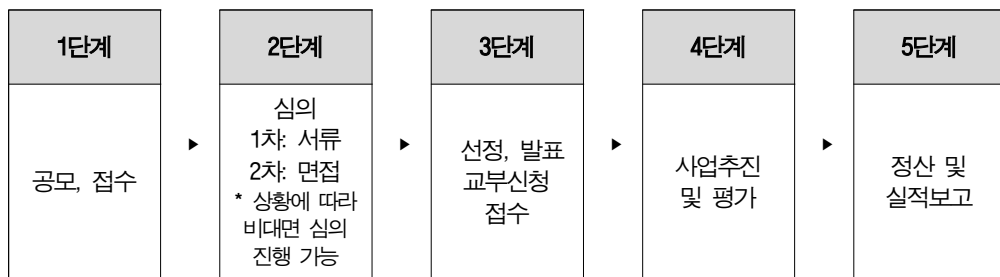 1단계
공모, 접수
▶
2단계
심의
1차: 서류
2차: 면접
* 상황에 따라
비대면 심의
진행 가능
▶
3단계
선정, 발표
교부신청
접수
▶
4단계
사업추진
및 평가
▶
5단계
정산 및
실적보고